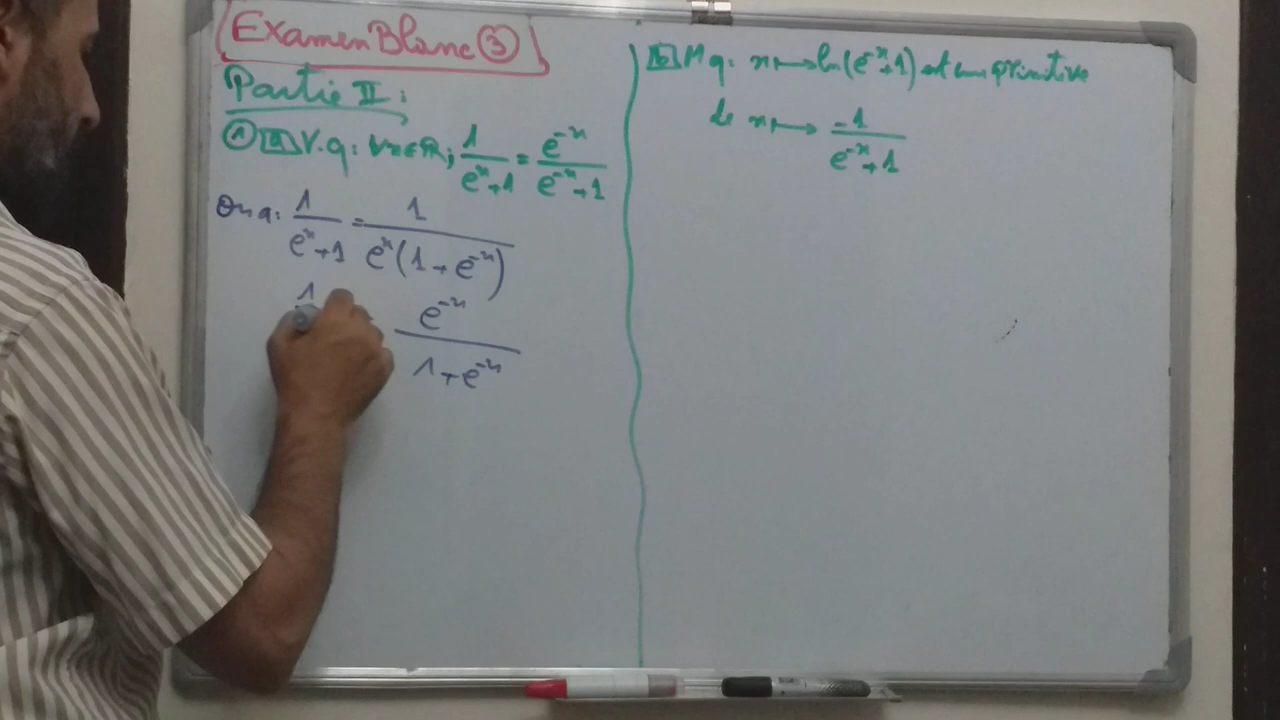 Examen Blanc ③
Partie II :
① a V.q : ∀x∈ℝ ; 1/(eˣ+1) = e⁻ˣ/(e⁻ˣ+1)
On a : 1/(eˣ+1) = 1/(eˣ(1+e⁻ˣ))
1 e⁻ˣ/(1+e⁻ˣ)
b M q : x ⟼ ln(e⁻ˣ+1) est une primitive
de x ⟼ -1/(e⁻ˣ+1)